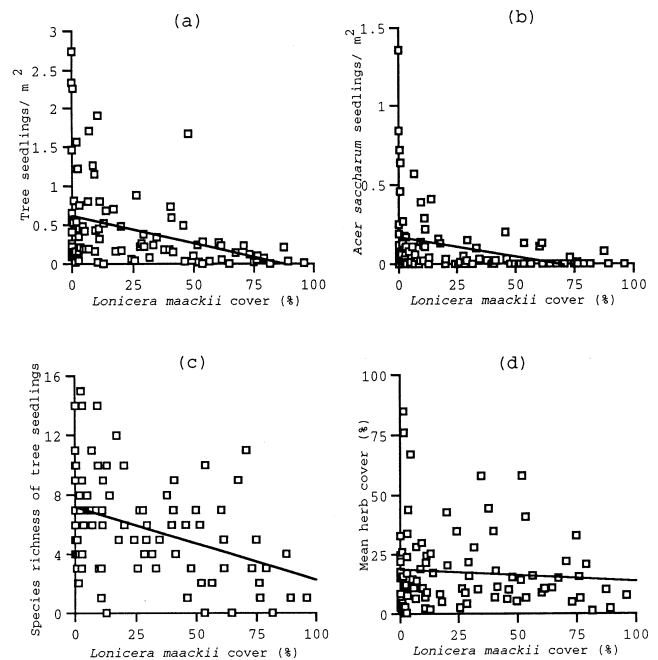 (a)
3
2.5
2
1.5
1
0.5
0
Tree seedlings/ m 2
0 25 50 75 100
Lonicera maackii cover (%)
(b)
1.5
1
0.5
0
Acer saccharum seedlings/ m 2
0 25 50 75 100
Lonicera maackii cover (%)
(c)
16
12
8
4
0
Species richness of tree seedlings
0 25 50 75 100
Lonicera maackii cover (%)
(d)
100
75
50
25
0
Mean herb cover (%)
0 25 50 75 100
Lonicera maackii cover (%)